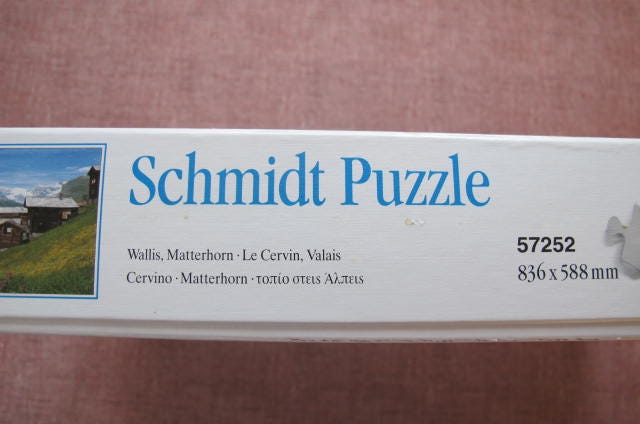 Schmidt Puzzle
Wallis, Matterhorn · Le Cervin, Valais
Cervino · Matterhorn · τοπίο στεις Άλπεις
57252
836 x 588 mm